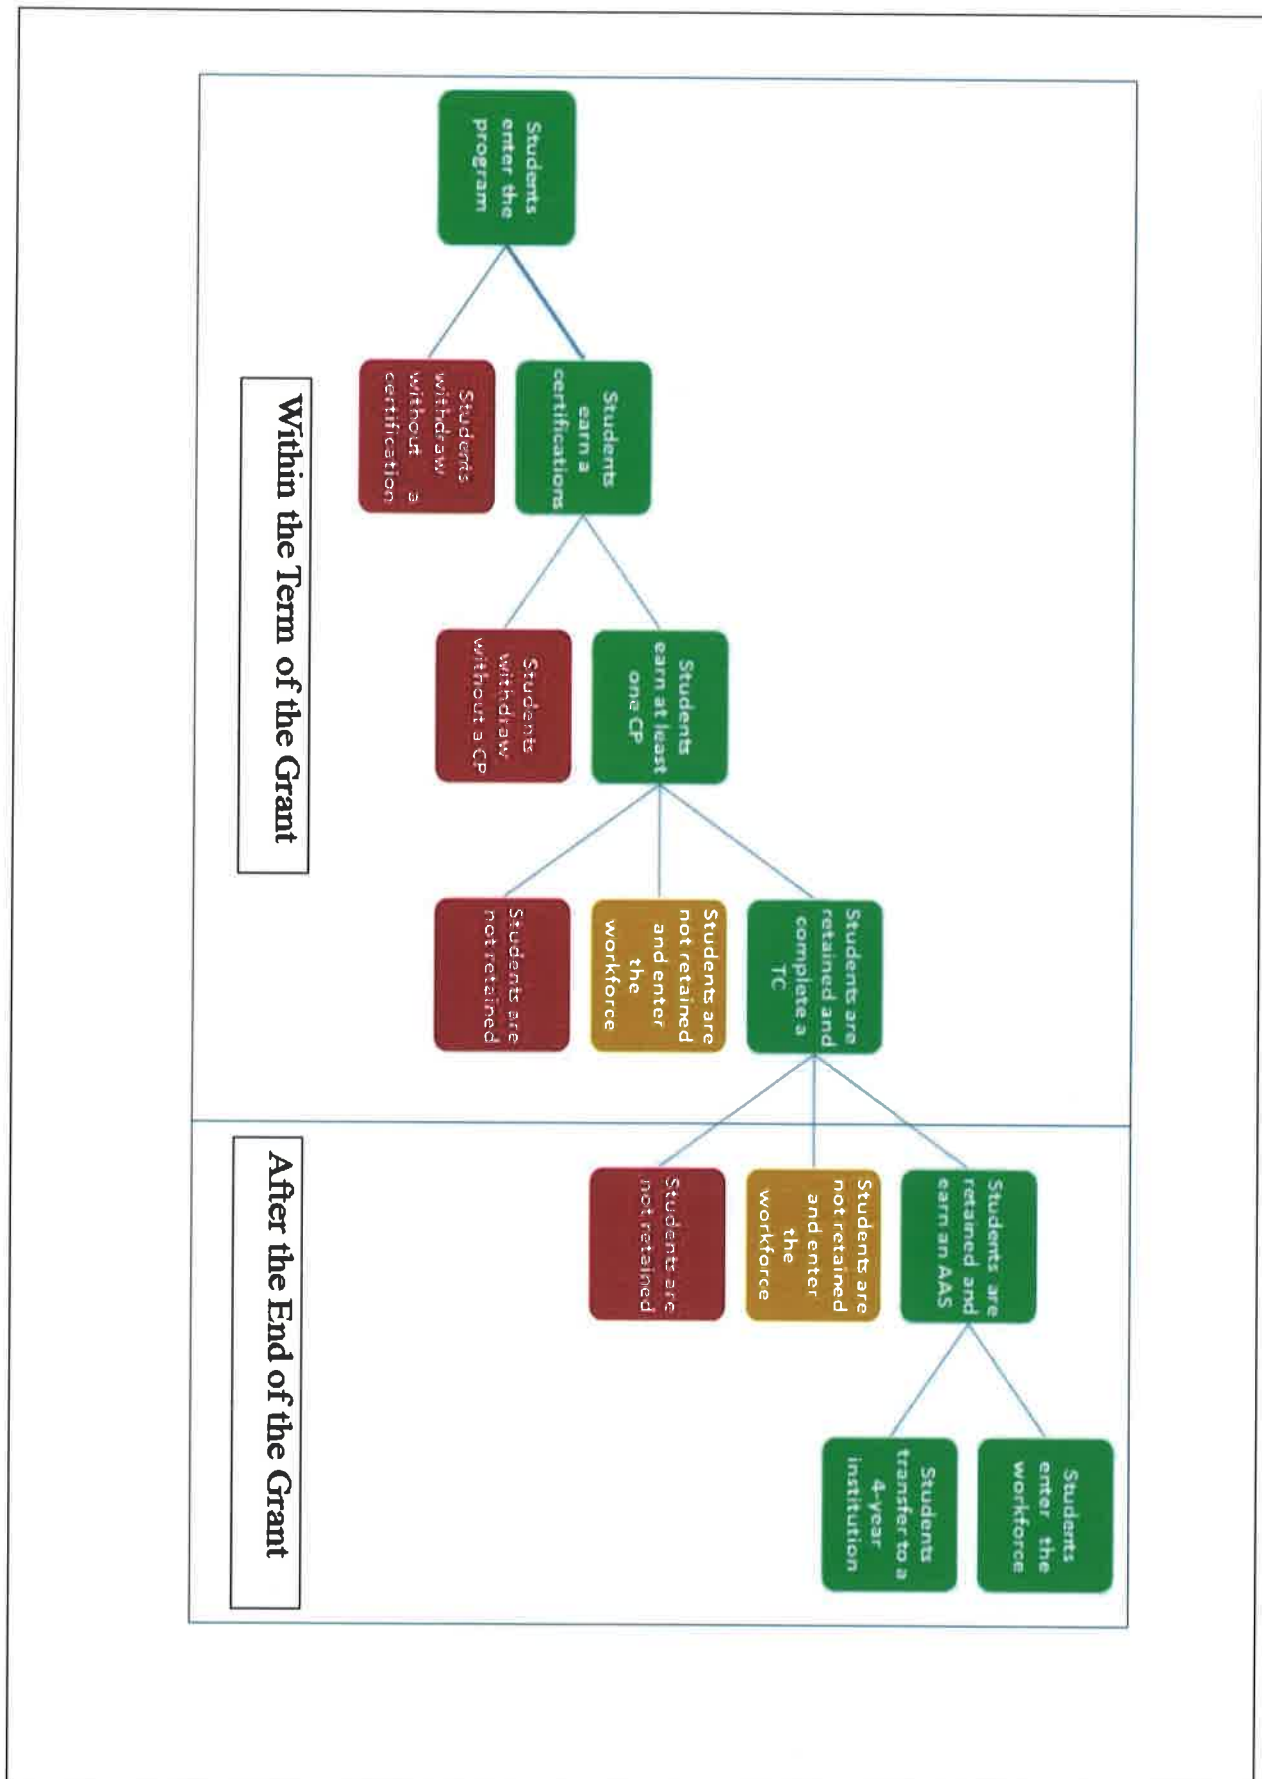 Students
enter the
program
Students
earn a
certifications
Students
withdraw
without a
certification
Students
earn at least
one CP
Students
withdraw
without a CP
Students are
retained and
complete a
TC
Students are
not retained
and enter
the
workforce
Students are
not retained
Students are
retained and
earn an AAS
Students are
not retained
and enter
the
workforce
Students are
not retained
Students
enter the
workforce
Students
transfer to a
4-year
institution
Within the Term of the Grant
After the End of the Grant